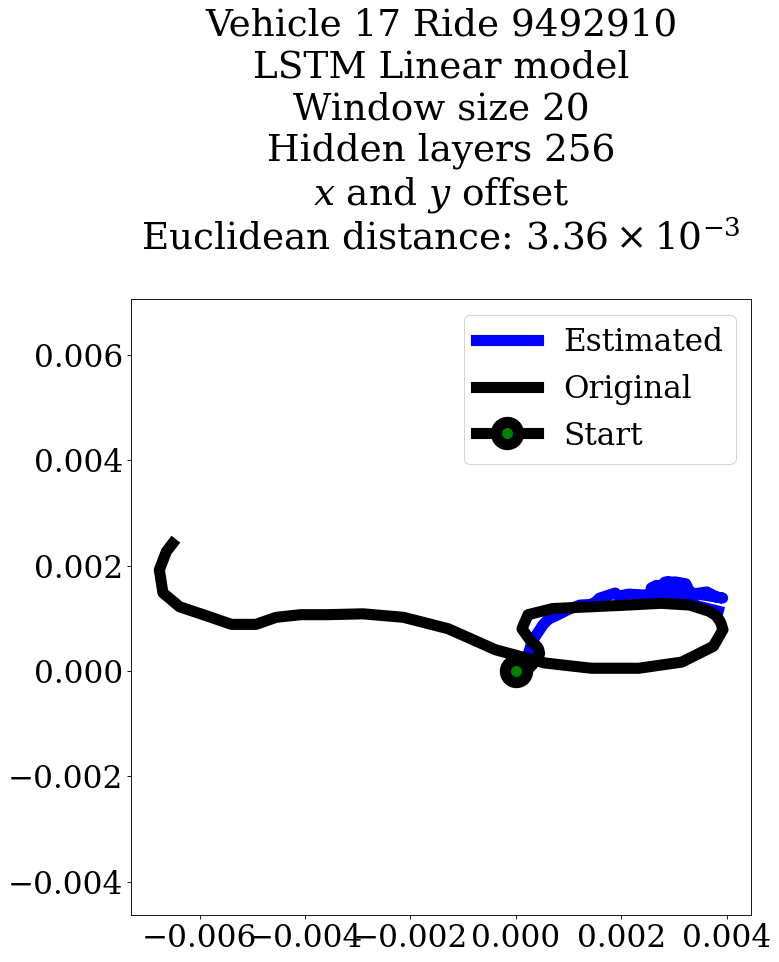 Vehicle 17 Ride 9492910
LSTM Linear model
Window size 20
Hidden layers 256
x and y offset
Euclidean distance: 3.36 × 10⁻³
Estimated
Original
Start
0.006
0.004
0.002
0.000
−0.002
−0.004
−0.006 −0.004 −0.002 0.000 0.002 0.004